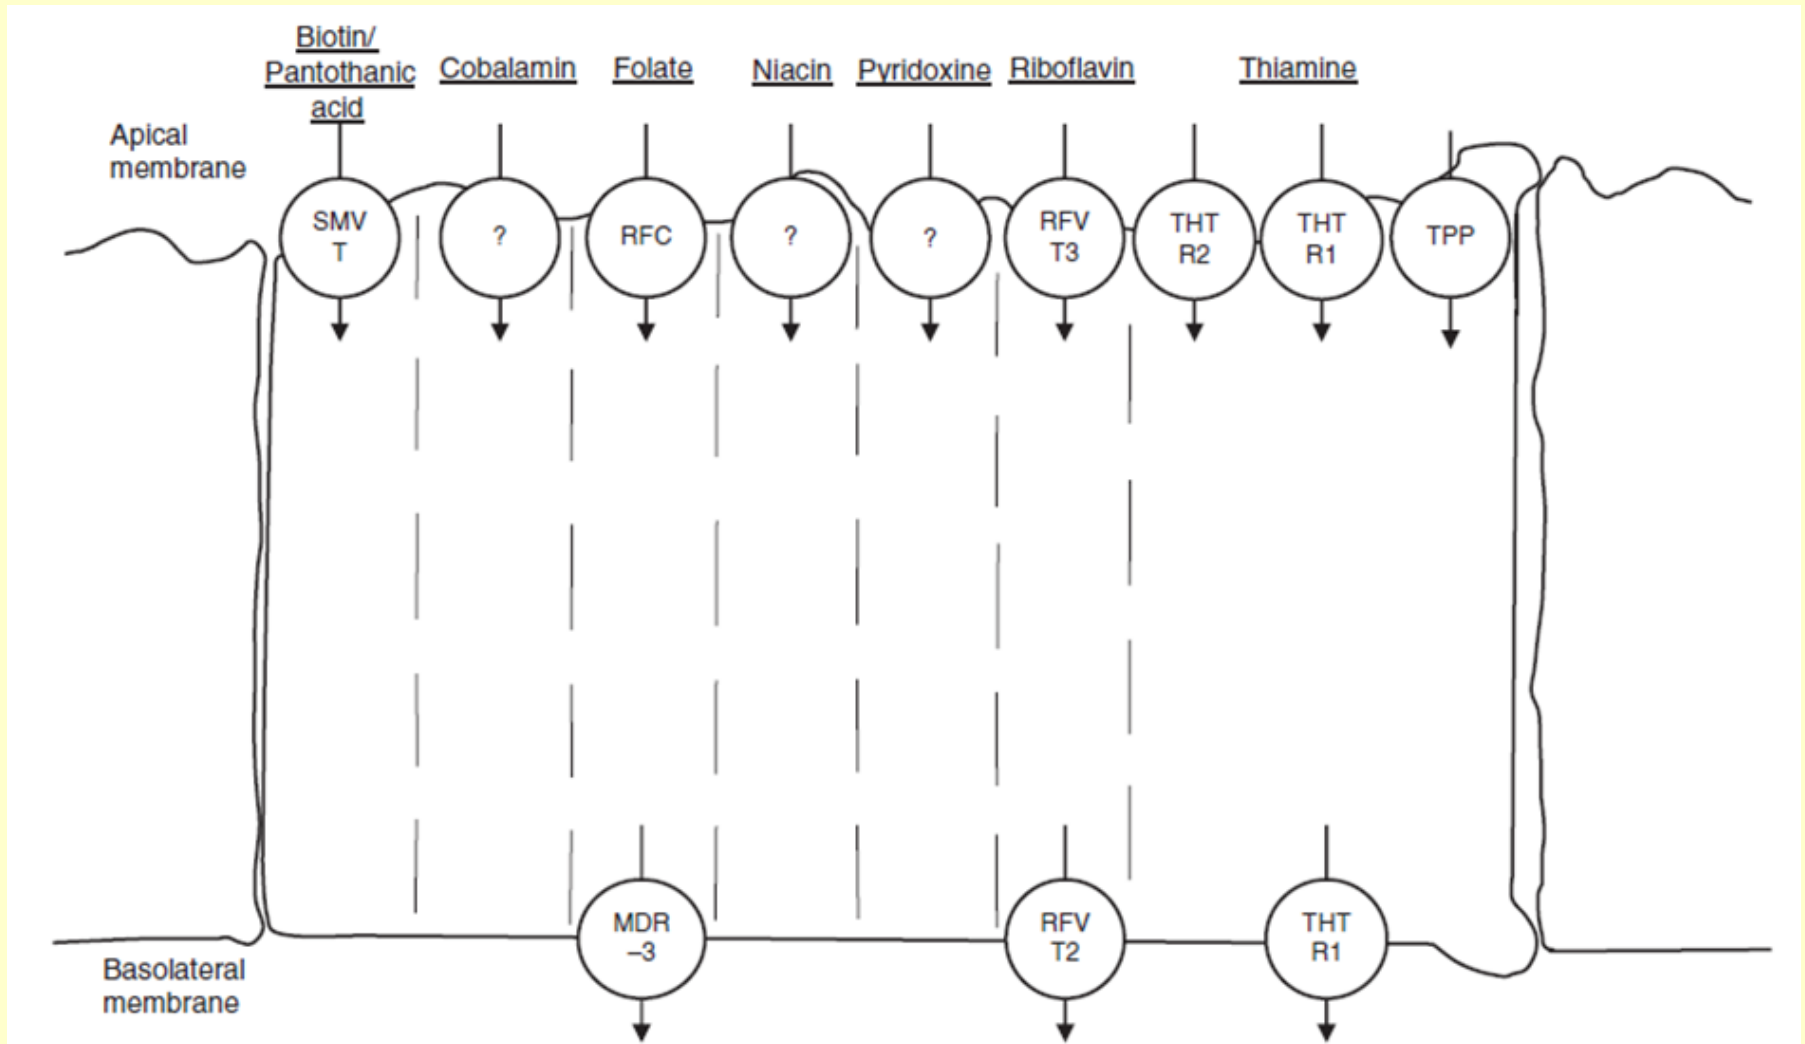 Biotin/
Pantothanic
acid
Cobalamin
Folate
Niacin
Pyridoxine
Riboflavin
Thiamine
Apical
membrane
SMV
T
?
RFC
?
?
RFV
T3
THT
R2
THT
R1
TPP
MDR
–3
RFV
T2
THT
R1
Basolateral
membrane